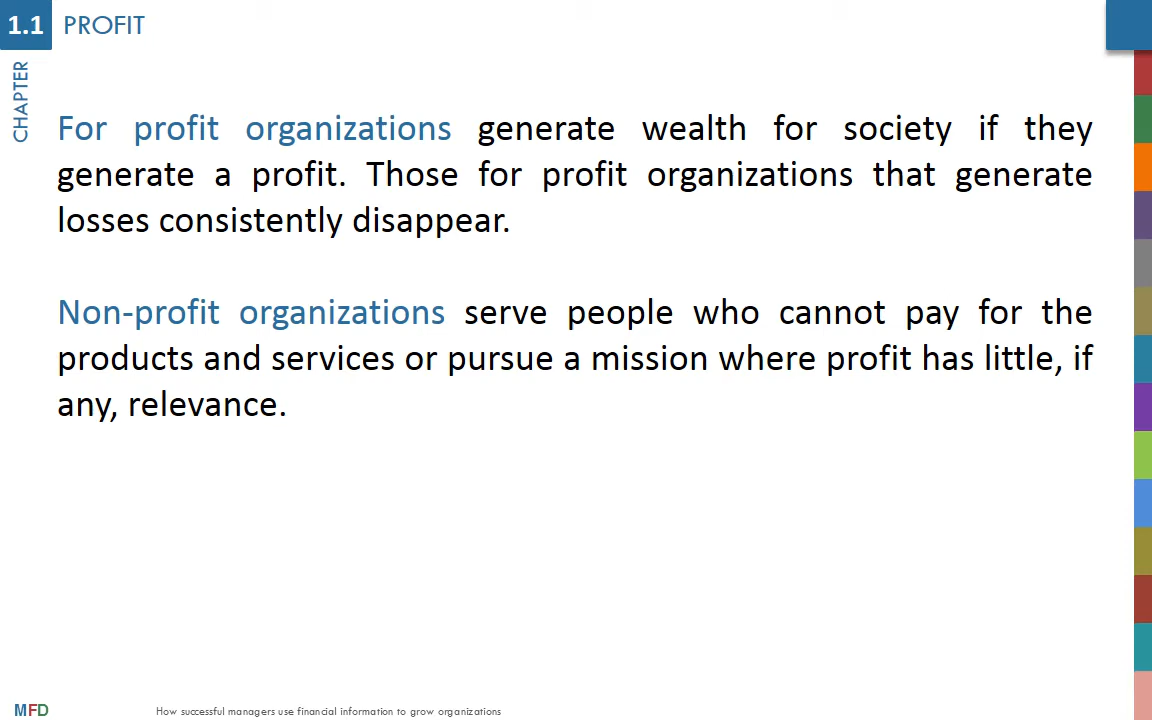 1.1 PROFIT
CHAPTER
For profit organizations generate wealth for society if they
generate a profit. Those for profit organizations that generate
losses consistently disappear.
Non-profit organizations serve people who cannot pay for the
products and services or pursue a mission where profit has little, if
any, relevance.
MFD How successful managers use financial information to grow organizations